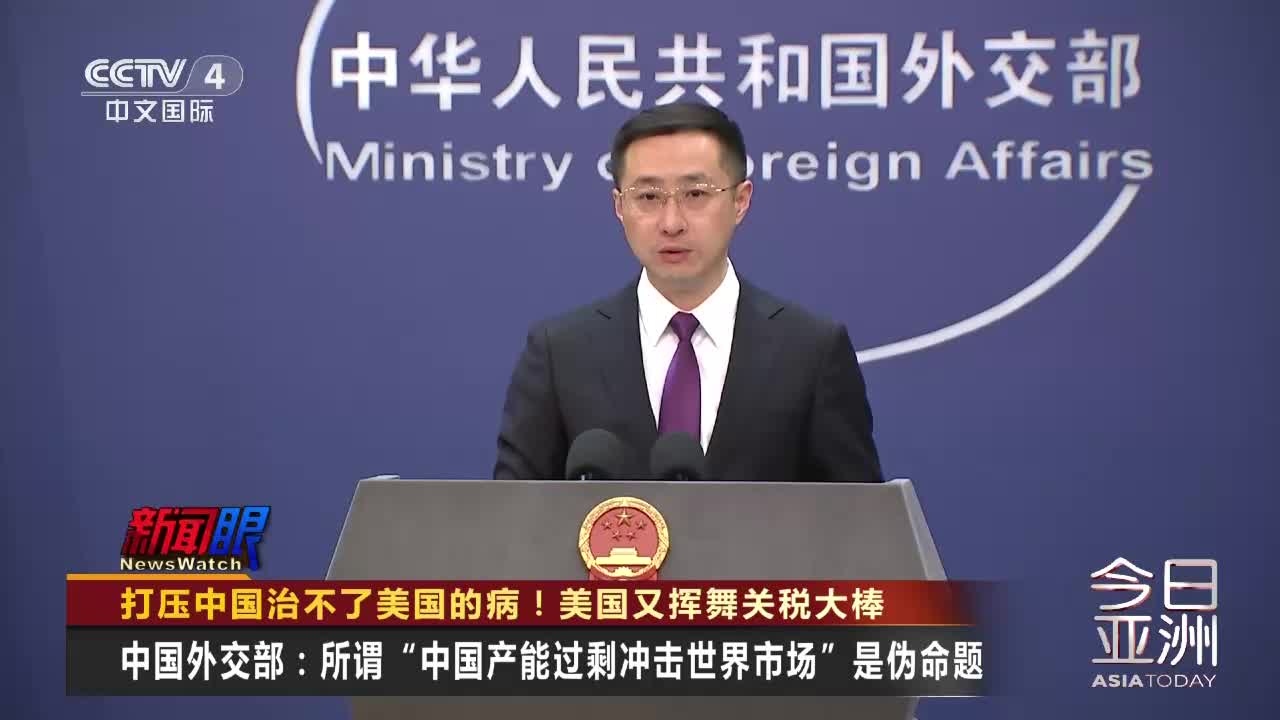 CCTV 4
中文国际
中华人民共和国外交部
Ministry of Foreign Affairs
新闻眼
NewsWatch
打压中国治不了美国的病！美国又挥舞关税大棒
中国外交部：所谓“中国产能过剩冲击世界市场”是伪命题
今日
亚洲
ASIA TODAY